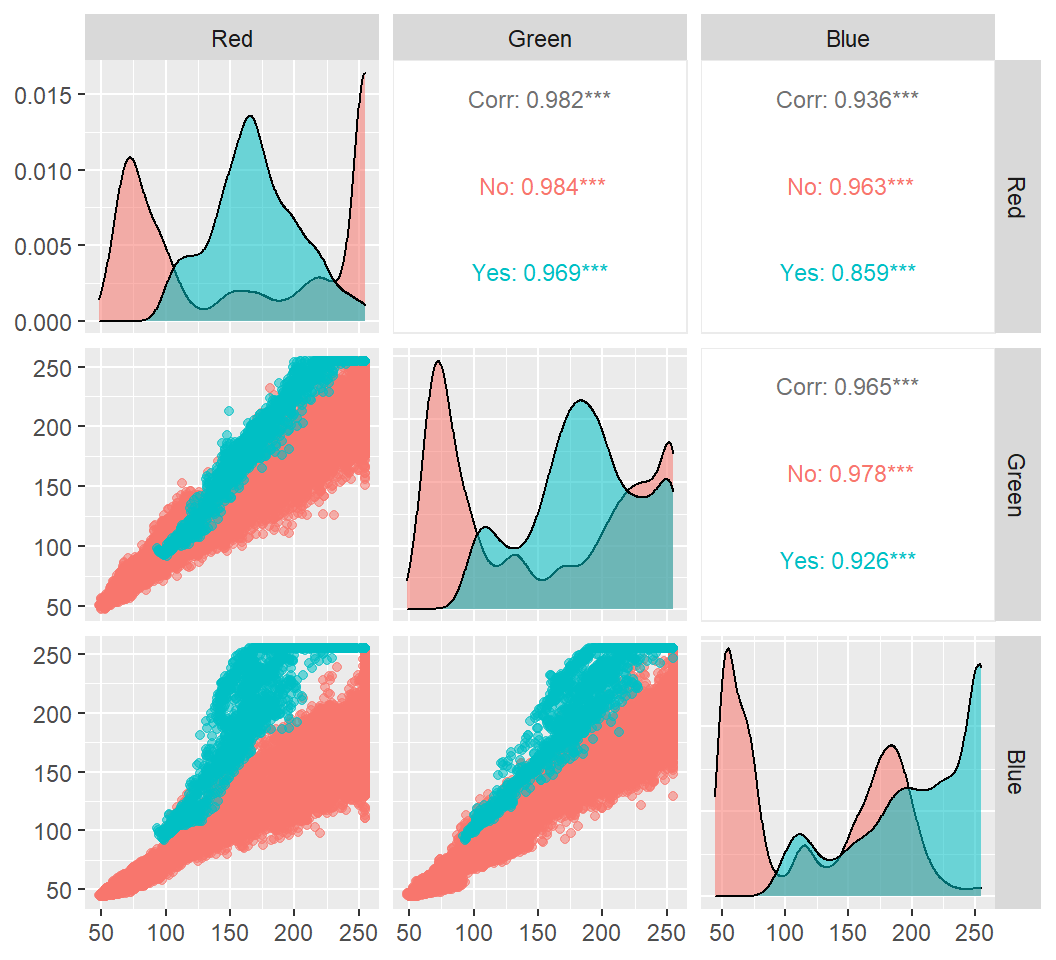 Red Green Blue
0.015
0.010
0.005
0.000
Corr: 0.982***
No: 0.984***
Yes: 0.969***
Corr: 0.936***
No: 0.963***
Yes: 0.859***
Red
250
200
150
100
50
Corr: 0.965***
No: 0.978***
Yes: 0.926***
Green
250
200
150
100
50
Blue
50 100 150 200 250 50 100 150 200 250 50 100 150 200 250